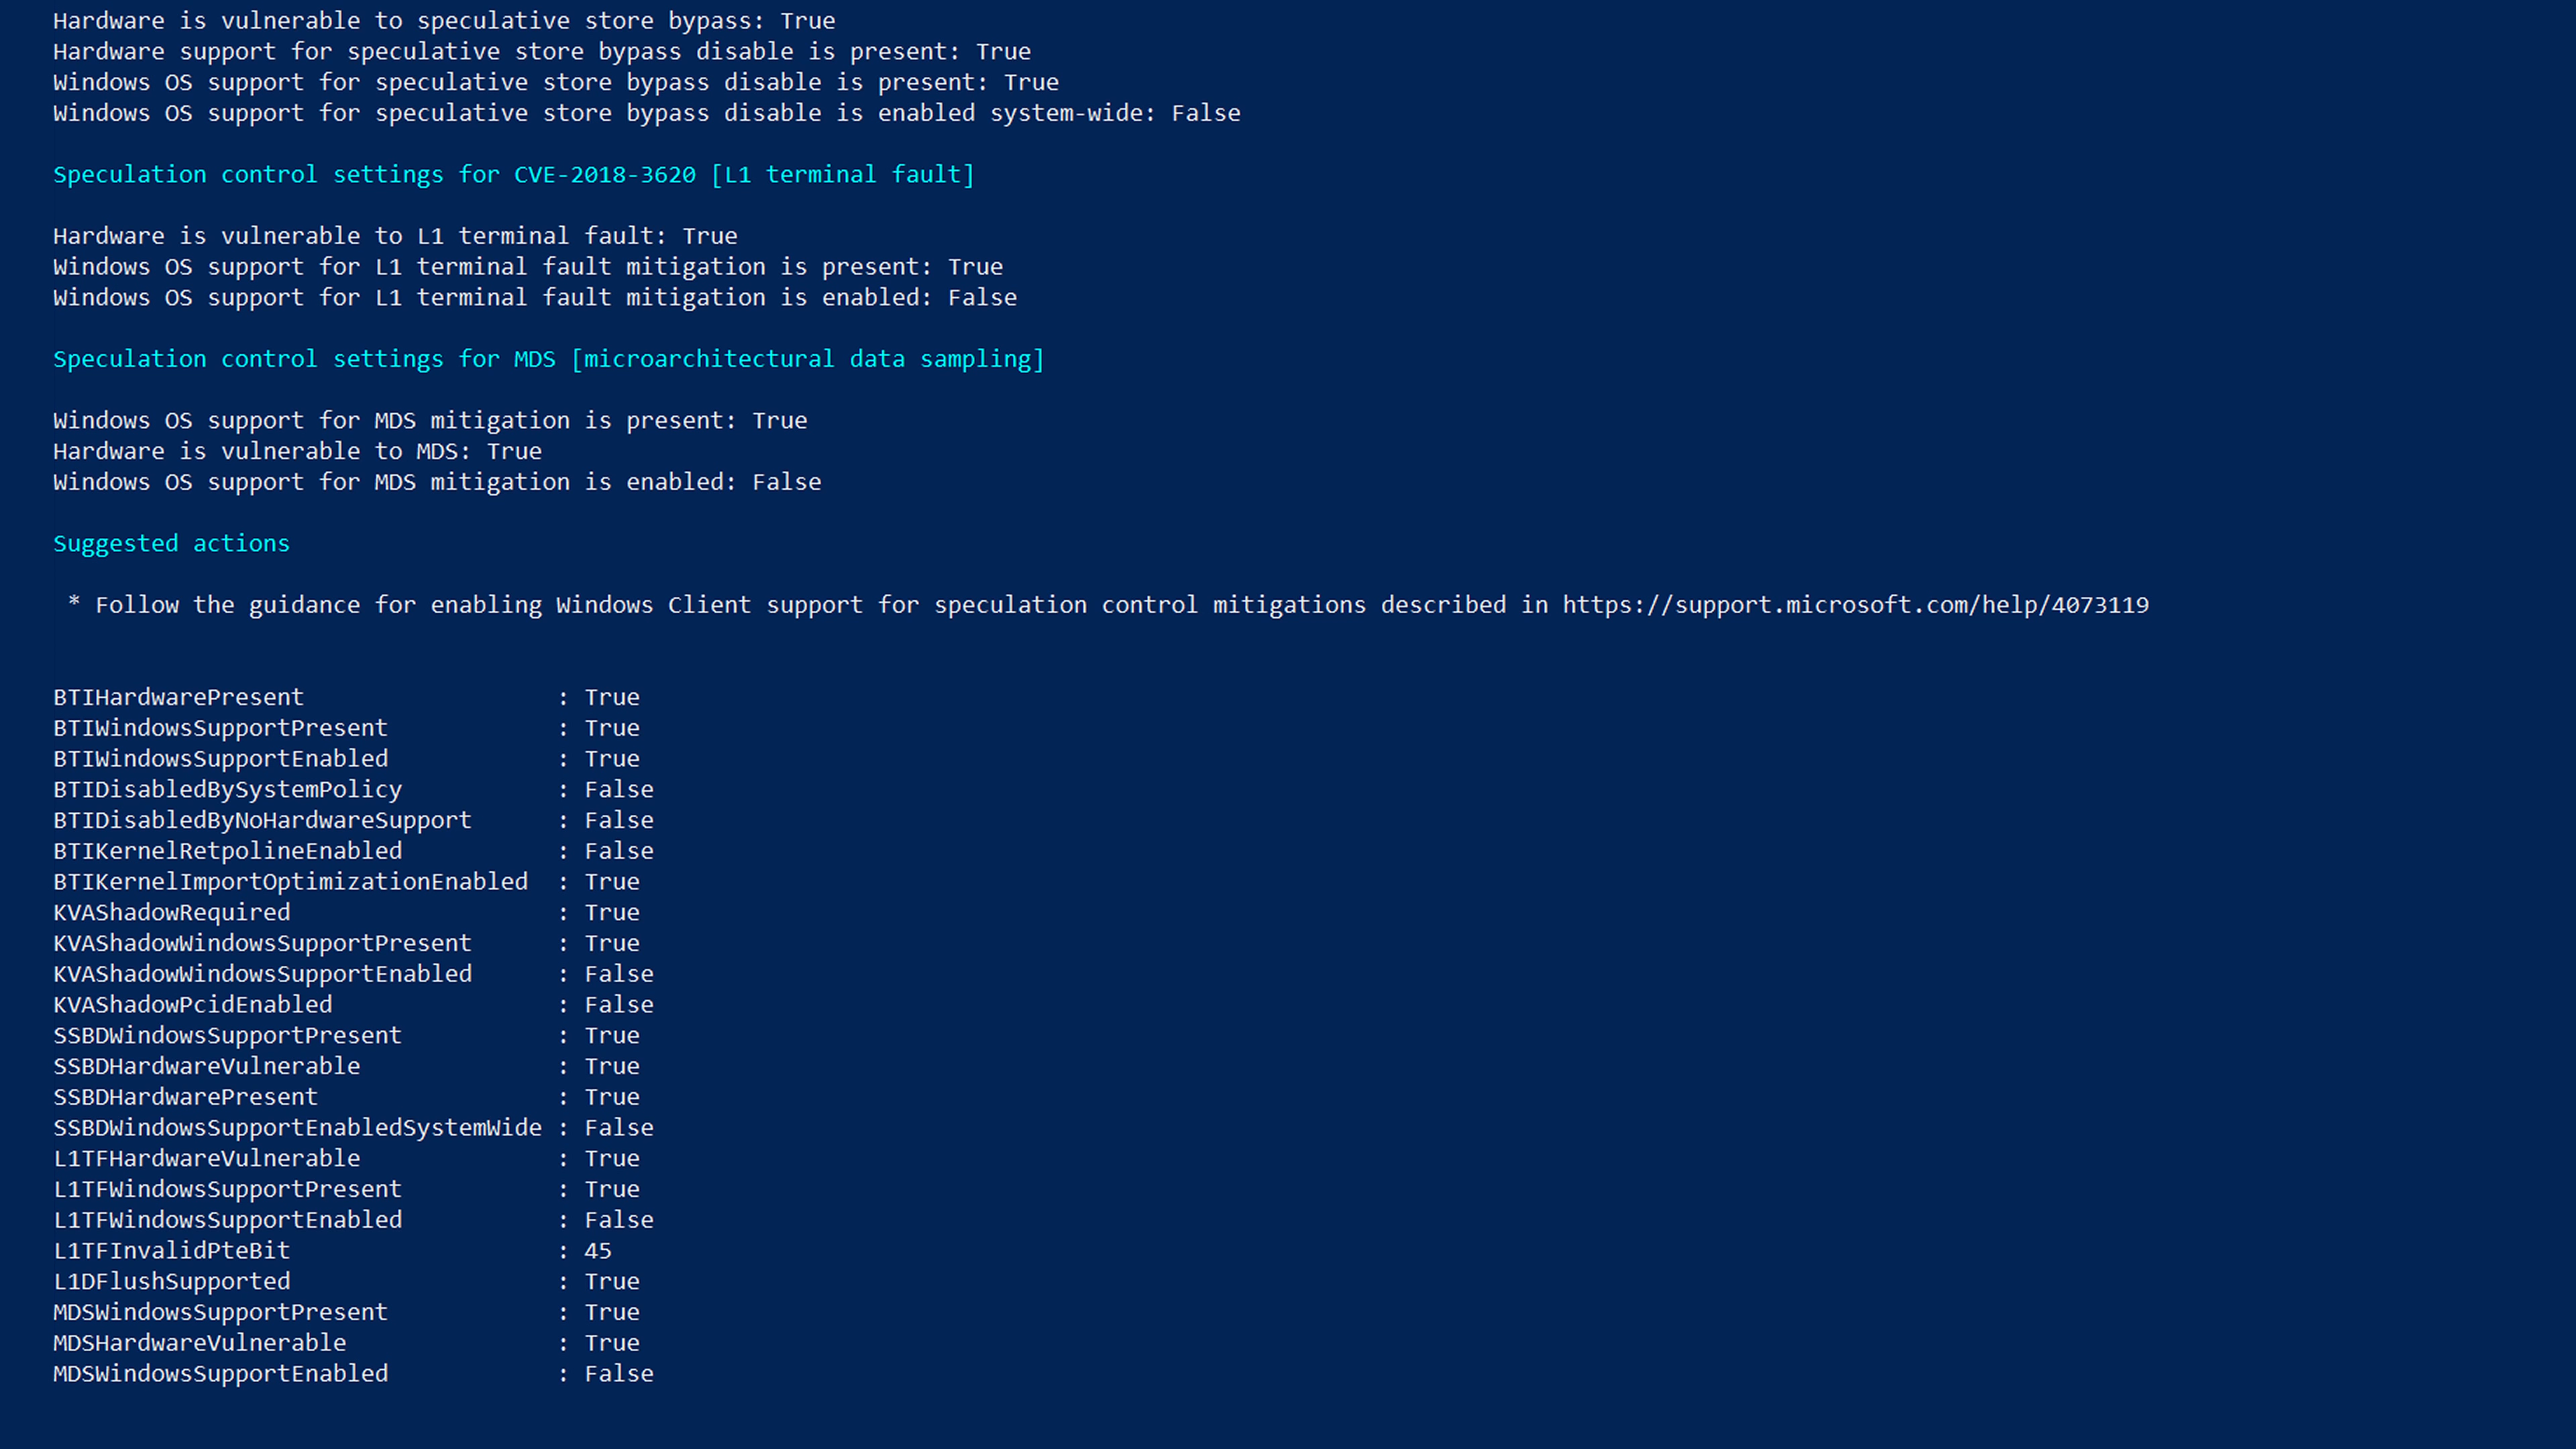 Hardware is vulnerable to speculative store bypass: True
Hardware support for speculative store bypass disable is present: True
Windows OS support for speculative store bypass disable is present: True
Windows OS support for speculative store bypass disable is enabled system-wide: False
Speculation control settings for CVE-2018-3620 [L1 terminal fault]
Hardware is vulnerable to L1 terminal fault: True
Windows OS support for L1 terminal fault mitigation is present: True
Windows OS support for L1 terminal fault mitigation is enabled: False
Speculation control settings for MDS [microarchitectural data sampling]
Windows OS support for MDS mitigation is present: True
Hardware is vulnerable to MDS: True
Windows OS support for MDS mitigation is enabled: False
Suggested actions
* Follow the guidance for enabling Windows Client support for speculation control mitigations described in https://support.microsoft.com/help/4073119
BTIHardwarePresent : True
BTIWindowsSupportPresent : True
BTIWindowsSupportEnabled : True
BTIDisabledBySystemPolicy : False
BTIDisabledByNoHardwareSupport : False
BTIKernelRetpolineEnabled : False
BTIKernelImportOptimizationEnabled : True
KVAShadowRequired : True
KVAShadowWindowsSupportPresent : True
KVAShadowWindowsSupportEnabled : False
KVAShadowPcidEnabled : False
SSBDWindowsSupportPresent : True
SSBDHardwareVulnerable : True
SSBDHardwarePresent : True
SSBDWindowsSupportEnabledSystemWide : False
L1TFHardwareVulnerable : True
L1TFWindowsSupportPresent : True
L1TFWindowsSupportEnabled : False
L1TFInvalidPteBit : 45
L1DFlushSupported : True
MDSWindowsSupportPresent : True
MDSHardwareVulnerable : True
MDSWindowsSupportEnabled : False